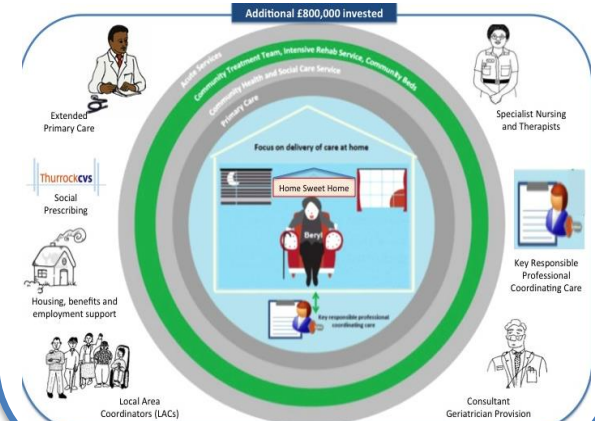 Additional £800,000 invested
Acute Services
Community Treatment Team, Intensive Rehab Service, Community Beds
Community Health and Social Care Service
Primary Care
Focus on delivery of care at home
Home Sweet Home
Beryl
Key responsible professional
coordinating care
Extended
Primary Care
Thurrockcvs
Social
Prescribing
Housing, benefits and
employment support
Local Area
Coordinators (LACs)
Specialist Nursing
and Therapists
Key Responsible
Professional
Coordinating Care
Consultant
Geriatrician Provision